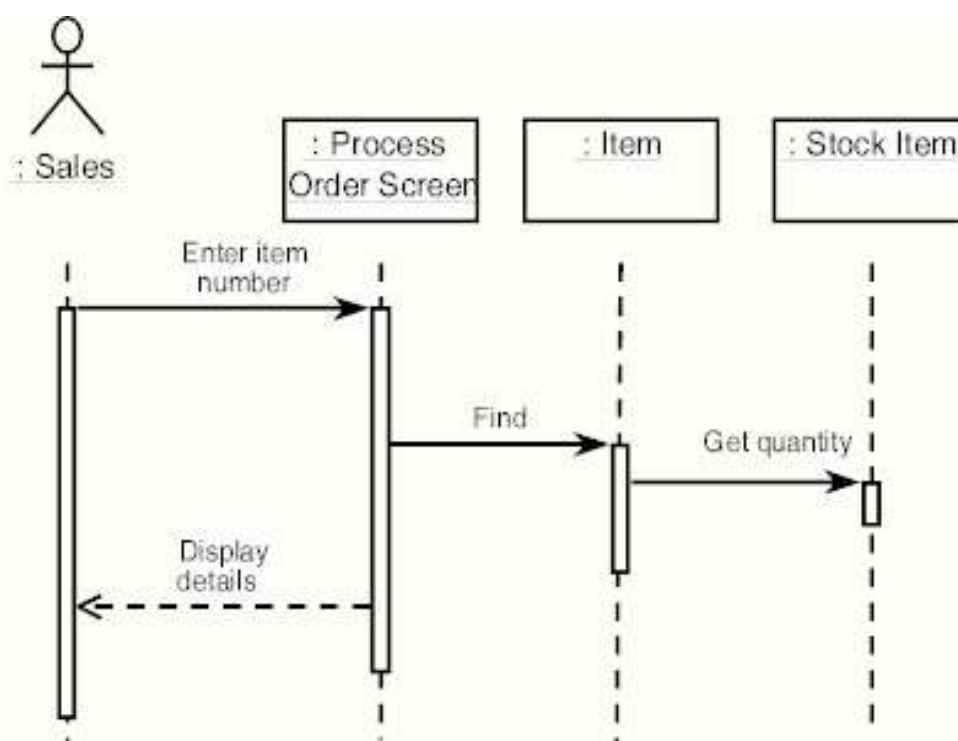 : Sales
: Process
Order Screen
: Item
: Stock Item
Enter item
number
Find
Get quantity
Display
details